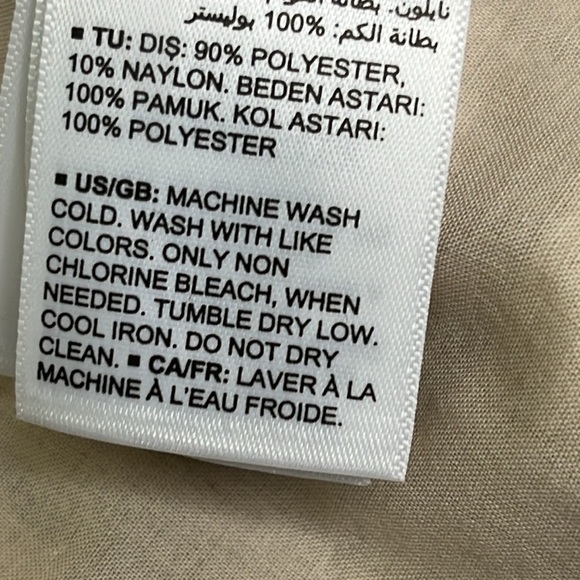 نايلون. بطانة
بطانة الكم: 100% بوليستر
▪ TU: DIŞ: 90% POLYESTER,
10% NAYLON. BEDEN ASTARI:
100% PAMUK. KOL ASTARI:
100% POLYESTER
▪ US/GB: MACHINE WASH
COLD. WASH WITH LIKE
COLORS. ONLY NON
CHLORINE BLEACH, WHEN
NEEDED. TUMBLE DRY LOW.
COOL IRON. DO NOT DRY
CLEAN. ▪ CA/FR: LAVER À LA
MACHINE À L'EAU FROIDE.